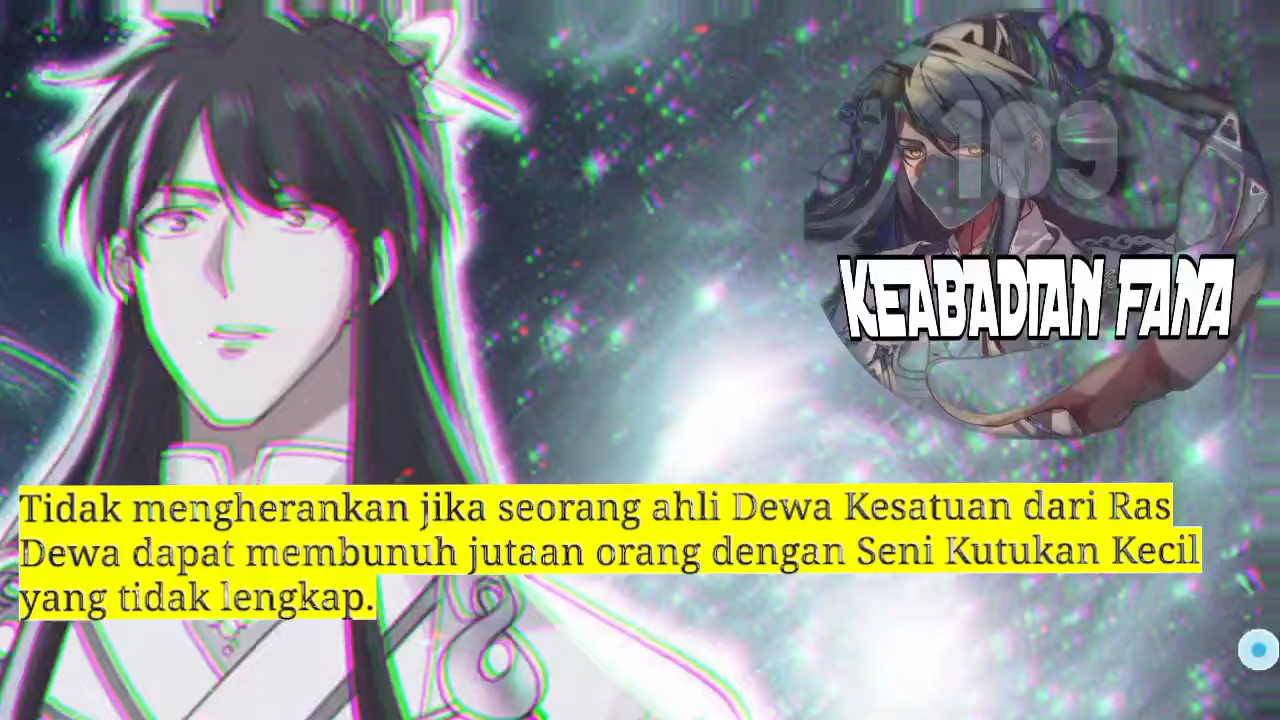 109
KEABADIAN FANA
Tidak mengherankan jika seorang ahli Dewa Kesatuan dari Ras
Dewa dapat membunuh jutaan orang dengan Seni Kutukan Kecil
yang tidak lengkap.